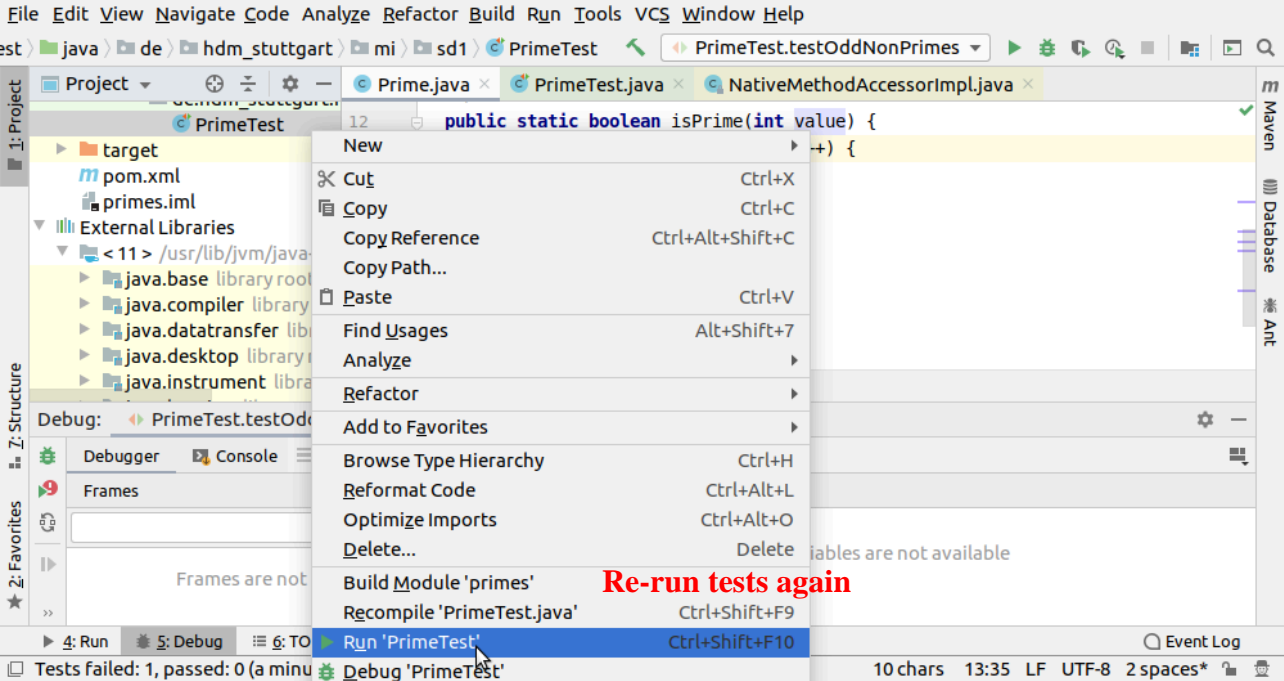 File Edit View Navigate Code Analyze Refactor Build Run Tools VCS Window Help
est java de hdm_stuttgart mi sd1 PrimeTest PrimeTest.testOddNonPrimes
Project Prime.java PrimeTest.java NativeMethodAccessorImpl.java
1: Project
Maven
Database
Ant
de.hdm_stuttgart.
PrimeTest
target
pom.xml
primes.iml
External Libraries
< 11 > /usr/lib/jvm/java-
java.base library root
java.compiler library
java.datatransfer libr
java.desktop library r
java.instrument libra
12 public static boolean isPrime(int value) {
++) {
New
Cut Ctrl+X
Copy Ctrl+C
Copy Reference Ctrl+Alt+Shift+C
Copy Path...
Paste Ctrl+V
Find Usages Alt+Shift+7
Analyze
Refactor
Add to Favorites
Browse Type Hierarchy Ctrl+H
Reformat Code Ctrl+Alt+L
Optimize Imports Ctrl+Alt+O
Delete... Delete
Build Module 'primes'
Recompile 'PrimeTest.java' Ctrl+Shift+F9
Run 'PrimeTest' Ctrl+Shift+F10
Debug 'PrimeTest'
Re-run tests again
Z: Structure
2: Favorites
Debug: PrimeTest.testOdd
Debugger Console
9 Frames
Frames are not
iables are not available
4: Run 5: Debug 6: TO Event Log
Tests failed: 1, passed: 0 (a minu 10 chars 13:35 LF UTF-8 2 spaces*